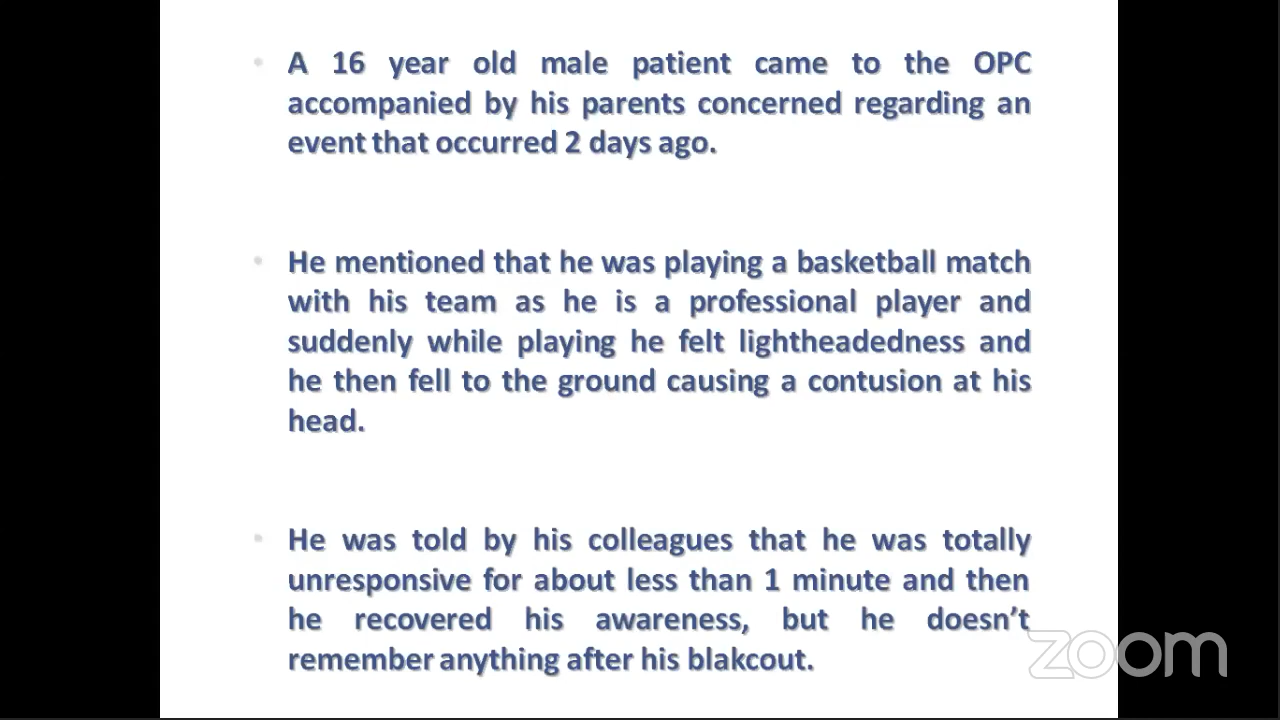 • A 16 year old male patient came to the OPC
accompanied by his parents concerned regarding an
event that occurred 2 days ago.
• He mentioned that he was playing a basketball match
with his team as he is a professional player and
suddenly while playing he felt lightheadedness and
he then fell to the ground causing a contusion at his
head.
• He was told by his colleagues that he was totally
unresponsive for about less than 1 minute and then
he recovered his awareness, but he doesn’t
remember anything after his blakcout.
zoom